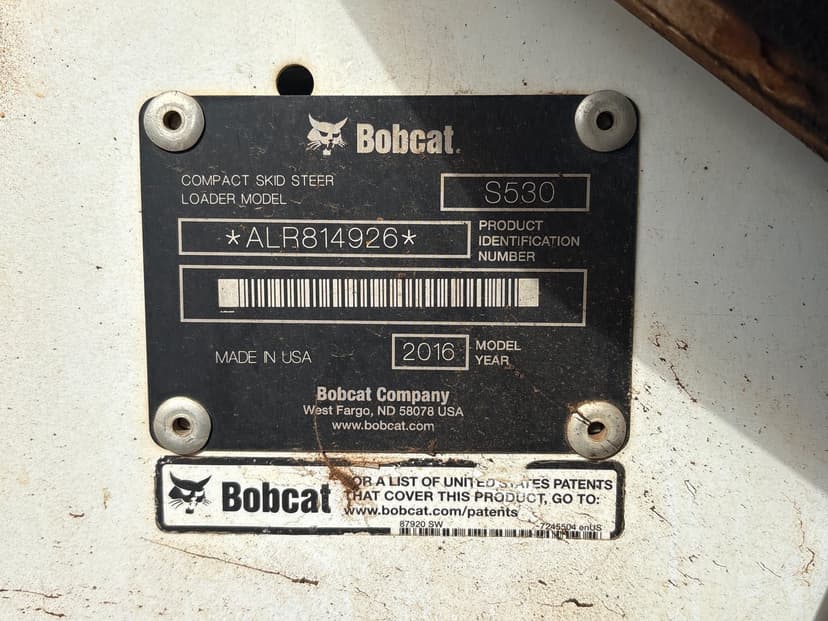 Bobcat.
COMPACT SKID STEER
LOADER MODEL
S530
*ALR814926*
PRODUCT
IDENTIFICATION
NUMBER
MADE IN USA
2016
MODEL
YEAR
Bobcat Company
West Fargo, ND 58078 USA
www.bobcat.com
Bobcat
OR A LIST OF UNITED STATES PATENTS
THAT COVER THIS PRODUCT, GO TO:
www.bobcat.com/patents
87920 SW
-7245504 enUS